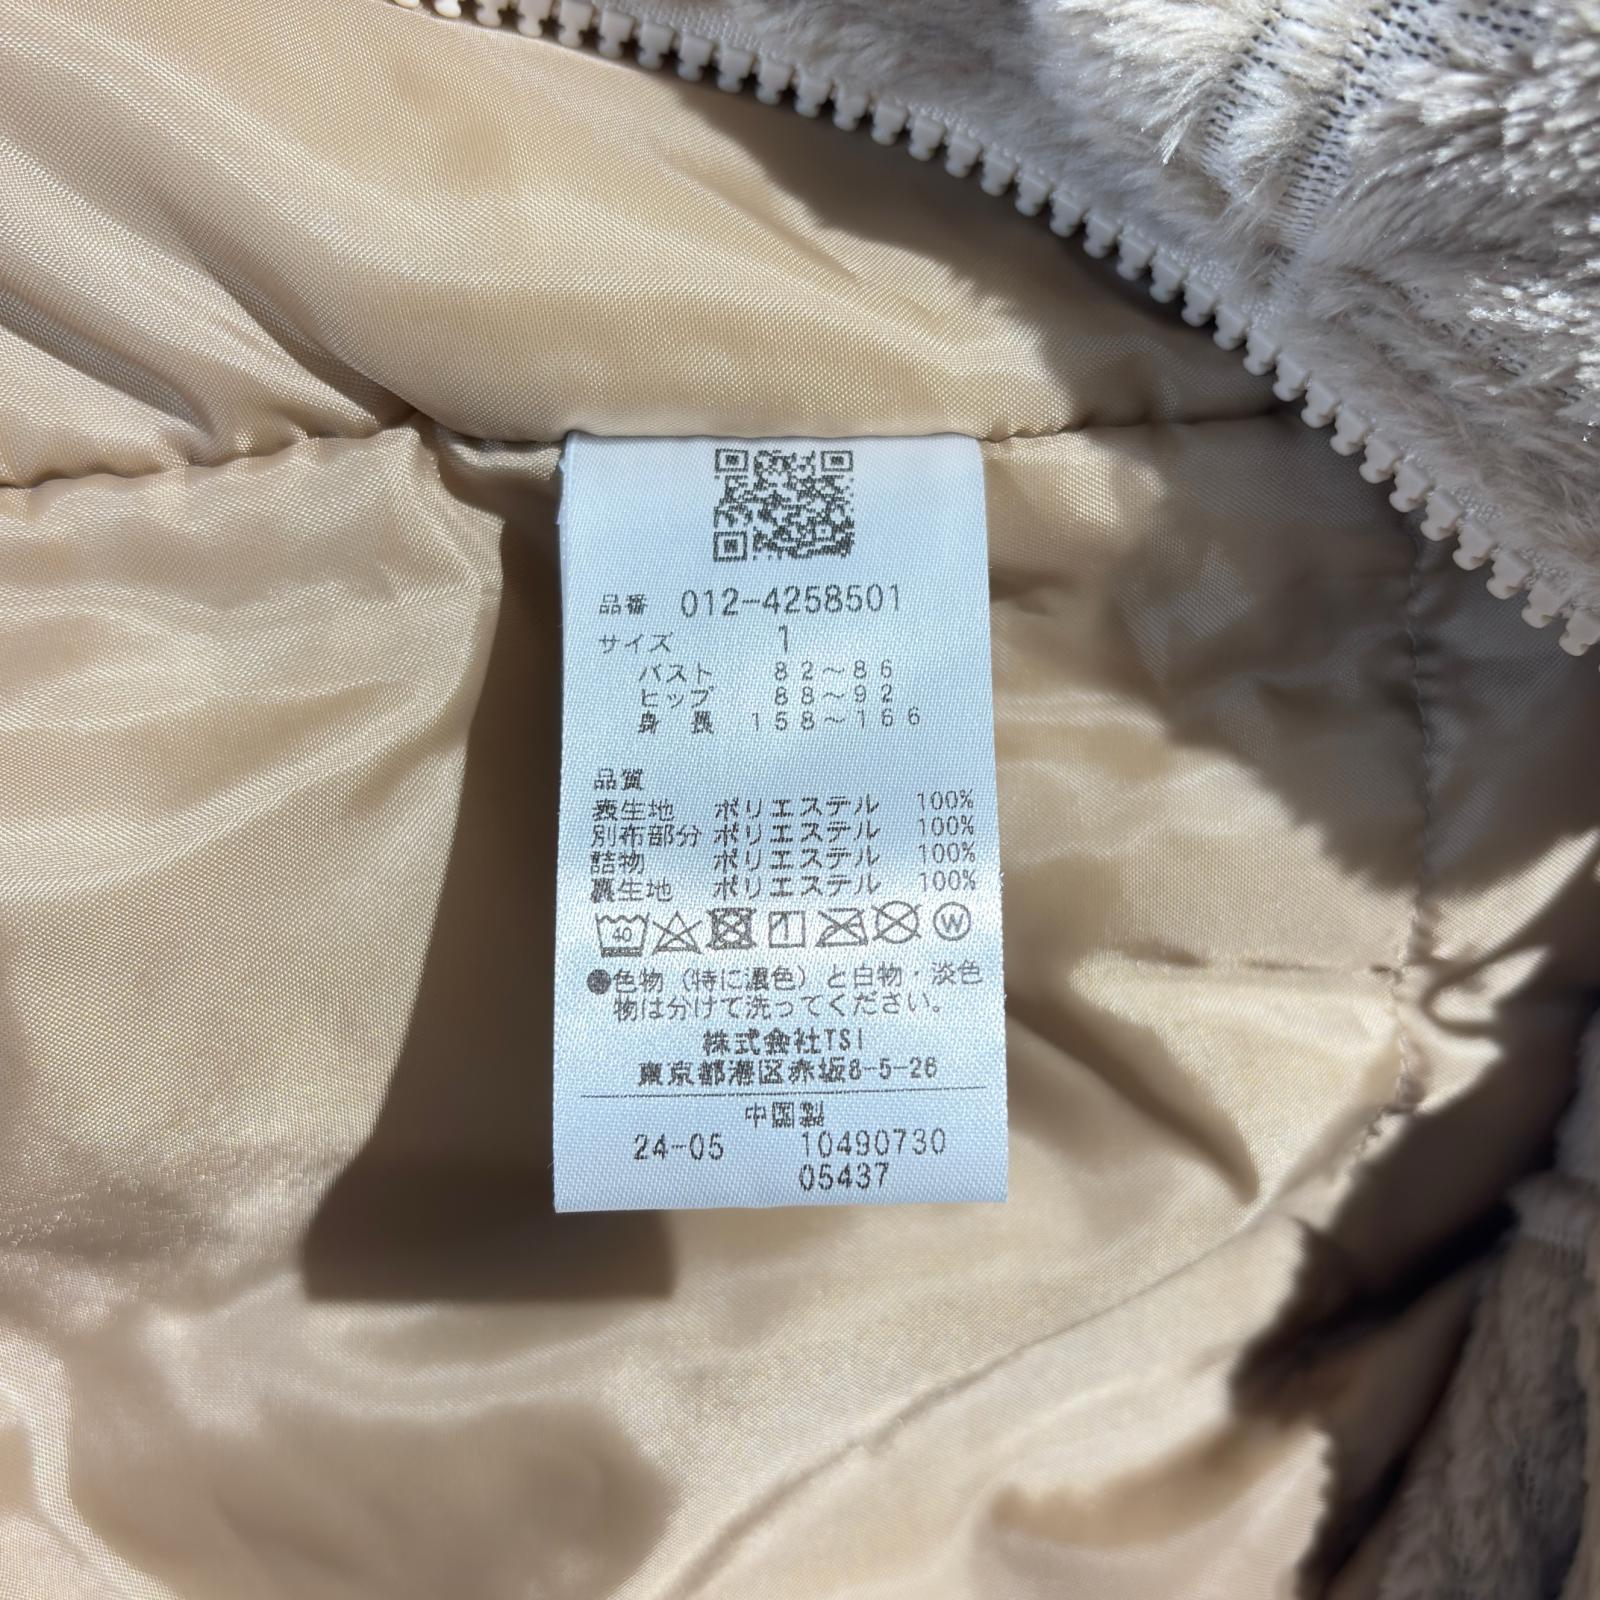 品番 012-4258501
サイズ 1
バスト 82～86
ヒップ 88～92
身長 158～166
品質
表生地 ポリエステル 100%
別布部分 ポリエステル 100%
詰物 ポリエステル 100%
裏生地 ポリエステル 100%
40 W
●色物（特に濃色）と白物・淡色
物は分けて洗ってください。
株式会社TSI
東京都港区赤坂8-5-26
中国製
24-05 10490730
05437